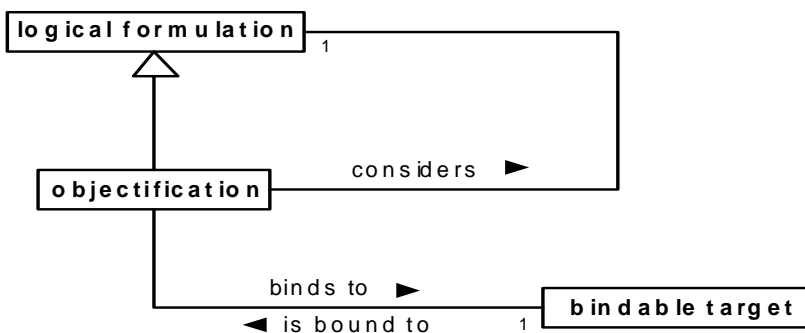 logical formulation
1
considers ►
objectification
binds to ►
bindable target
◄ is bound to 1